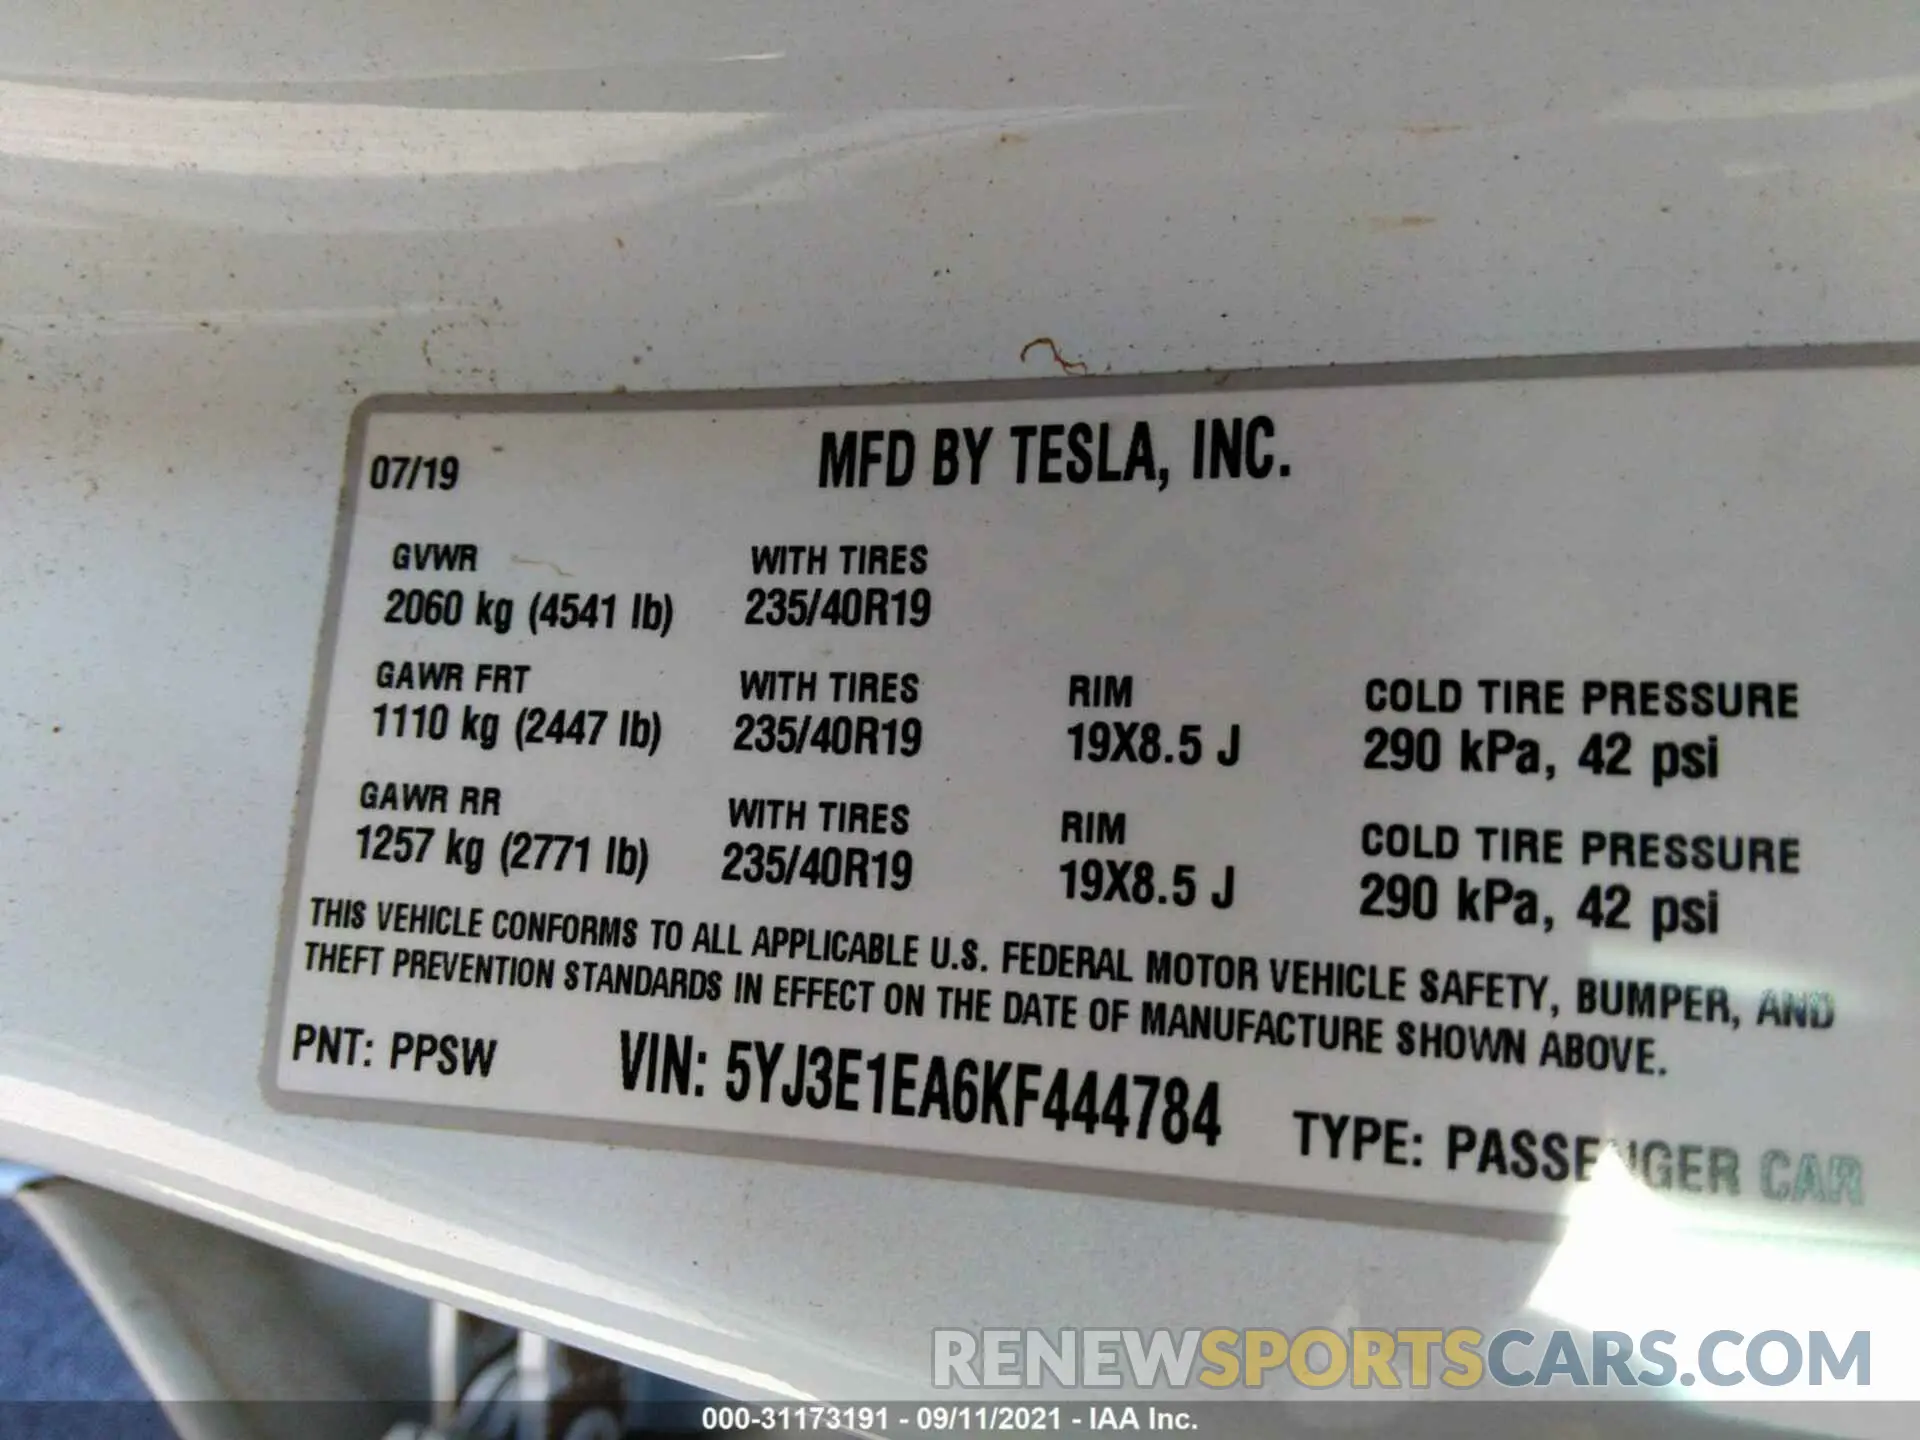 07/19 MFD BY TESLA, INC.
GVWR WITH TIRES
2060 kg (4541 lb) 235/40R19
GAWR FRT WITH TIRES RIM COLD TIRE PRESSURE
1110 kg (2447 lb) 235/40R19 19X8.5 J 290 kPa, 42 psi
GAWR RR WITH TIRES RIM COLD TIRE PRESSURE
1257 kg (2771 lb) 235/40R19 19X8.5 J 290 kPa, 42 psi
THIS VEHICLE CONFORMS TO ALL APPLICABLE U.S. FEDERAL MOTOR VEHICLE SAFETY, BUMPER, AND
THEFT PREVENTION STANDARDS IN EFFECT ON THE DATE OF MANUFACTURE SHOWN ABOVE.
PNT: PPSW VIN: 5YJ3E1EA6KF444784 TYPE: PASSENGER CAR
RENEWSPORTSCARS.COM
000-31173191 - 09/11/2021 - IAA Inc.